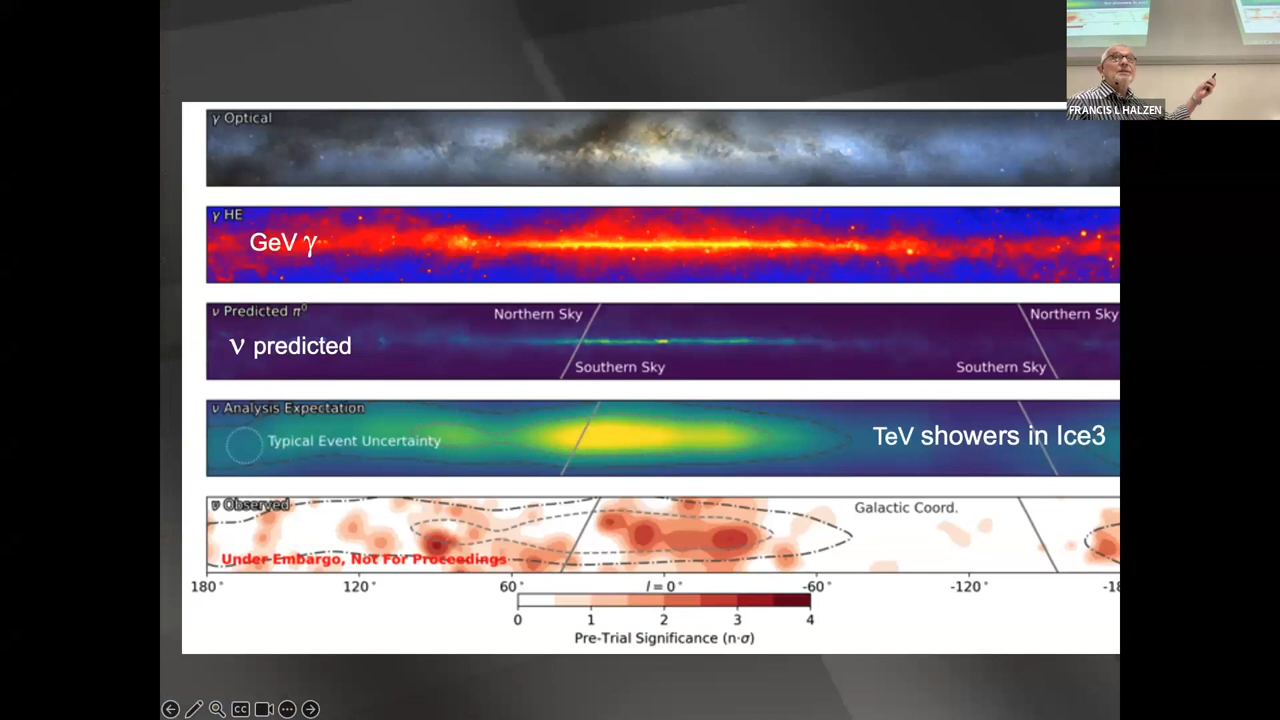 FRANCIS L HALZEN
γ Optical
γ HE
GeV γ
ν Predicted π⁰
Northern Sky
Northern Sky
ν predicted
Southern Sky
Southern Sky
ν Analysis Expectation
Typical Event Uncertainty
TeV showers in Ice3
ν Observed
Galactic Coord.
Under Embargo, Not For Proceedings
180° 120° 60° l = 0° -60° -120° -18
0 1 2 3 4
Pre-Trial Significance (n·σ)
CC